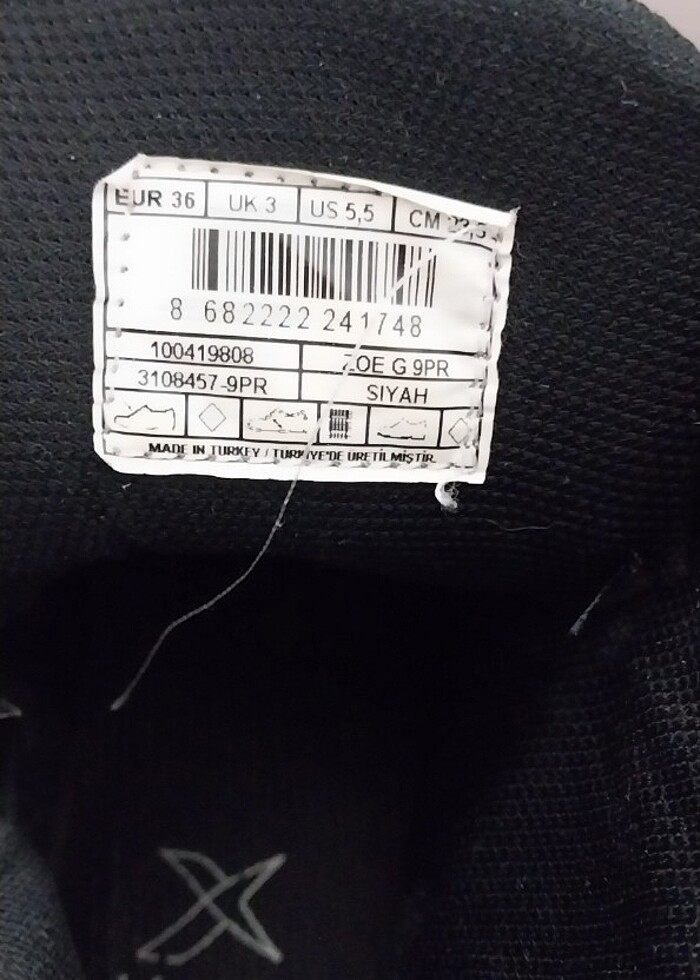 EUR 36 UK 3 US 5,5 CM
8 682222 241748
100419808 ZOE G 9PR
3108457-9PR SIYAH
MADE IN TURKEY / TÜRKİYE'DE ÜRETİLMİŞTİR.